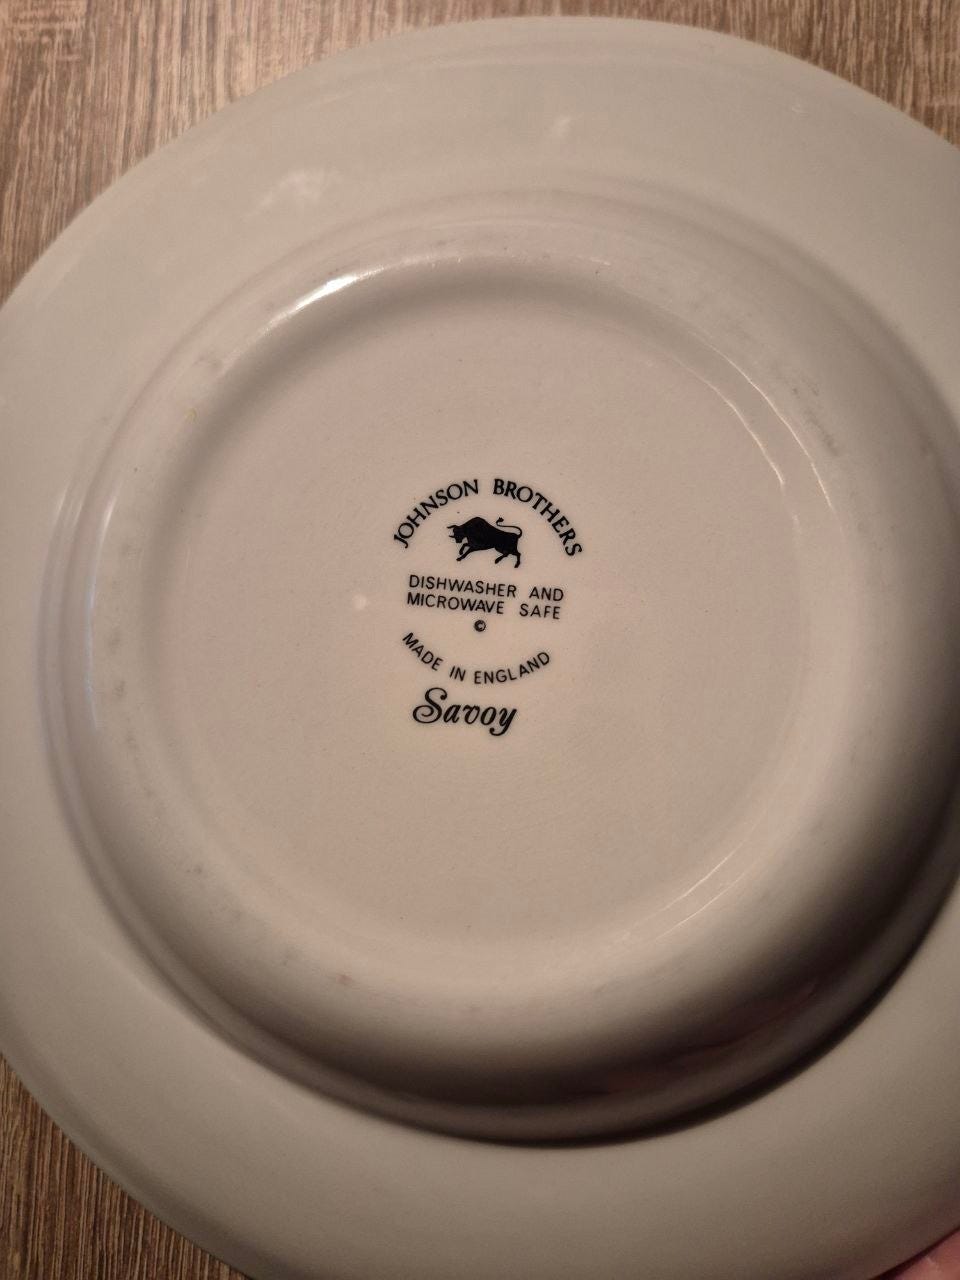 JOHNSON BROTHERS
DISHWASHER AND
MICROWAVE SAFE
©
MADE IN ENGLAND
Savoy